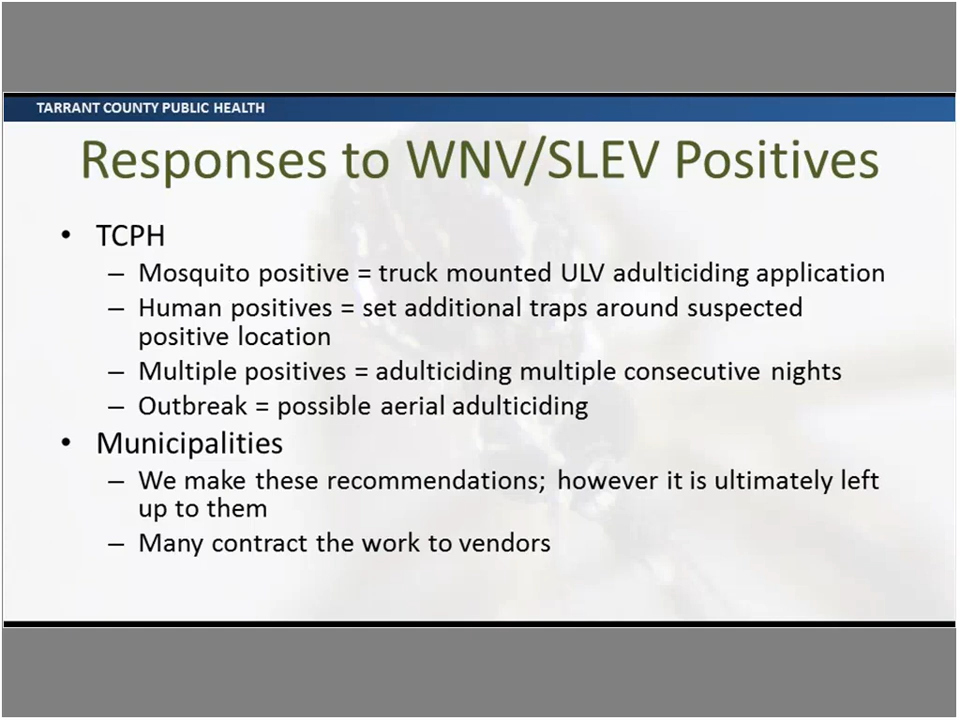 TARRANT COUNTY PUBLIC HEALTH
Responses to WNV/SLEV Positives
• TCPH
– Mosquito positive = truck mounted ULV adulticiding application
– Human positives = set additional traps around suspected
positive location
– Multiple positives = adulticiding multiple consecutive nights
– Outbreak = possible aerial adulticiding
• Municipalities
– We make these recommendations; however it is ultimately left
up to them
– Many contract the work to vendors